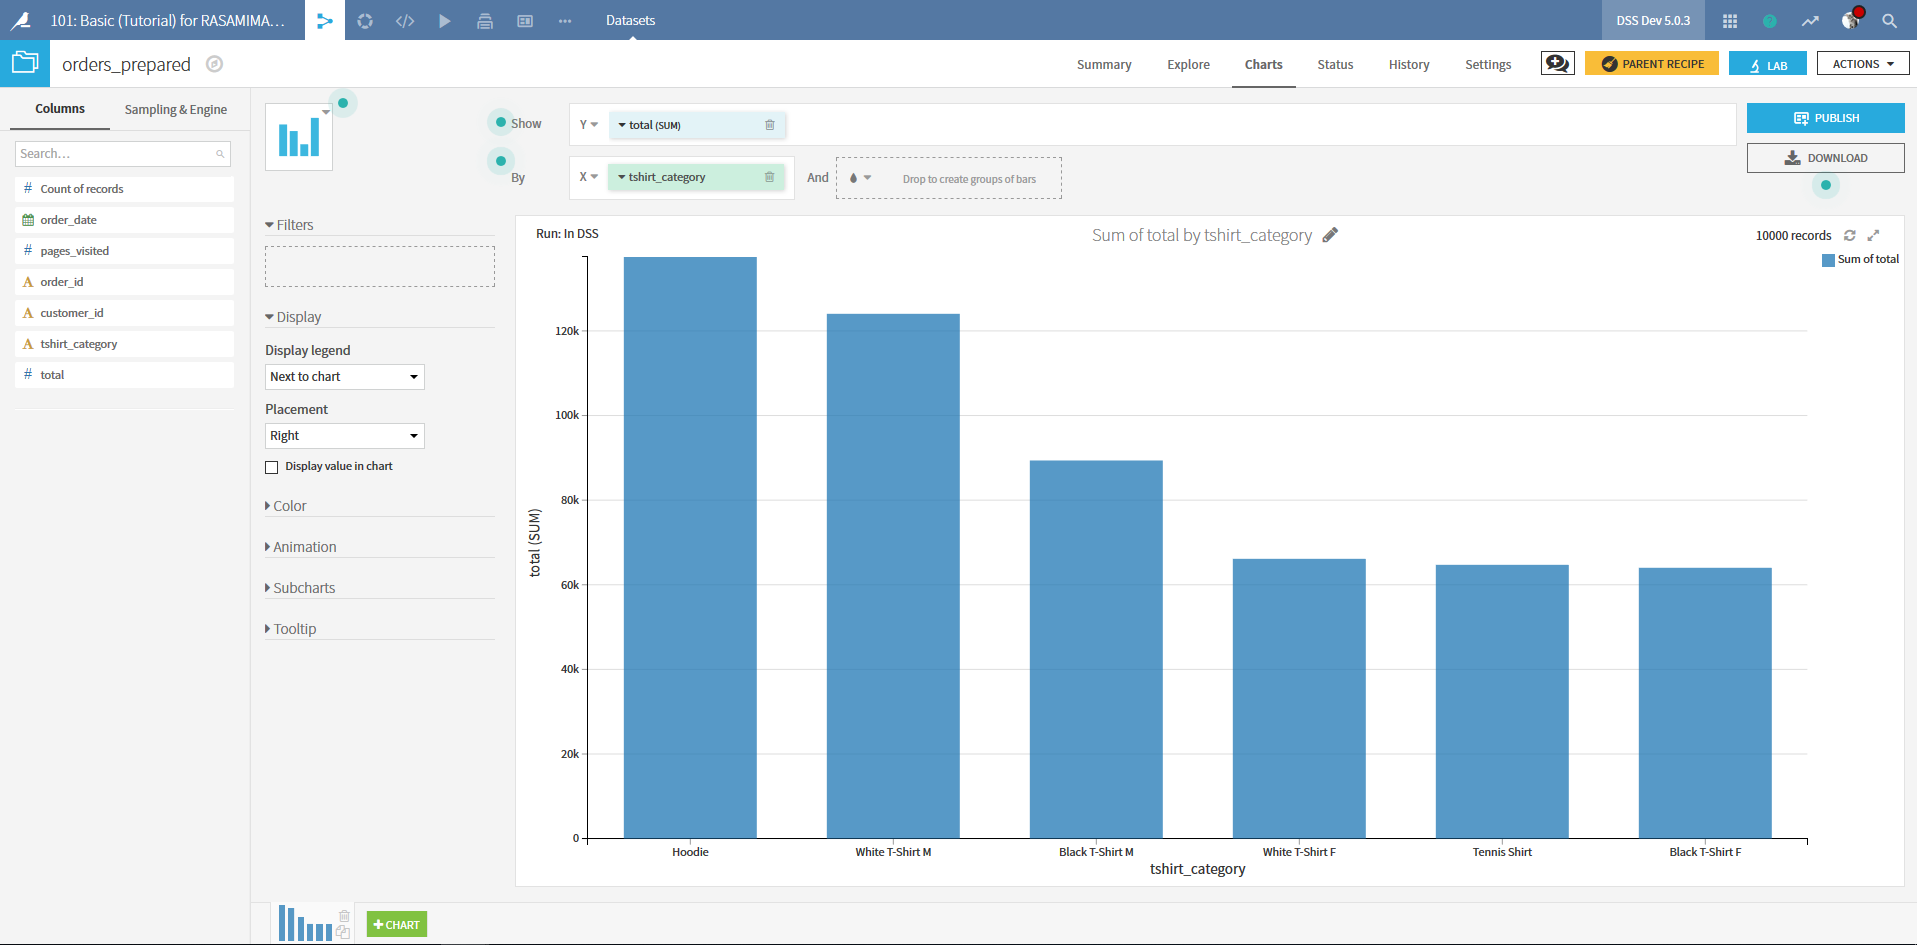 101: Basic (Tutorial) for RASAMIMA...
Datasets
DSS Dev 5.0.3
orders_prepared
Summary
Explore
Charts
Status
History
Settings
PARENT RECIPE
LAB
ACTIONS
Columns
Sampling & Engine
Search...
# Count of records
order_date
# pages_visited
A order_id
A customer_id
A tshirt_category
# total
Show
Y
total (SUM)
By
X
tshirt_category
And
Drop to create groups of bars
PUBLISH
DOWNLOAD
Filters
Display
Display legend
Next to chart
Placement
Right
Display value in chart
Color
Animation
Subcharts
Tooltip
Run: In DSS
Sum of total by tshirt_category
10000 records
Sum of total
120k
100k
80k
60k
40k
20k
0
total (SUM)
Hoodie
White T-Shirt M
Black T-Shirt M
White T-Shirt F
Tennis Shirt
Black T-Shirt F
tshirt_category
+ CHART